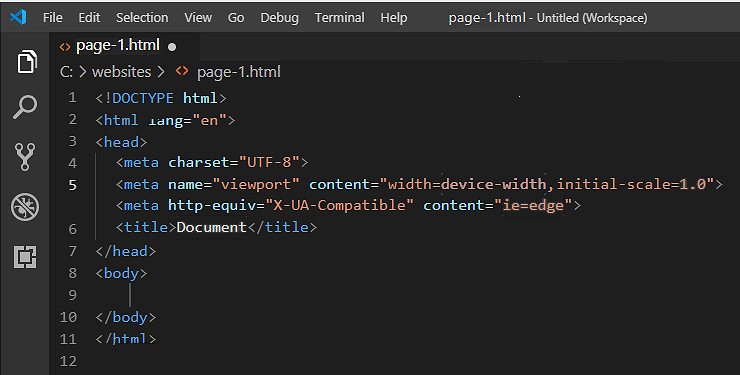 File Edit Selection View Go Debug Terminal Help page-1.html - Untitled (Workspace)
page-1.html
C: > websites > page-1.html
1 <!DOCTYPE html>
2 <html lang="en">
3 <head>
4 <meta charset="UTF-8">
5 <meta name="viewport" content="width=device-width,initial-scale=1.0">
<meta http-equiv="X-UA-Compatible" content="ie=edge">
6 <title>Document</title>
7 </head>
8 <body>
9
10 </body>
11 </html>
12